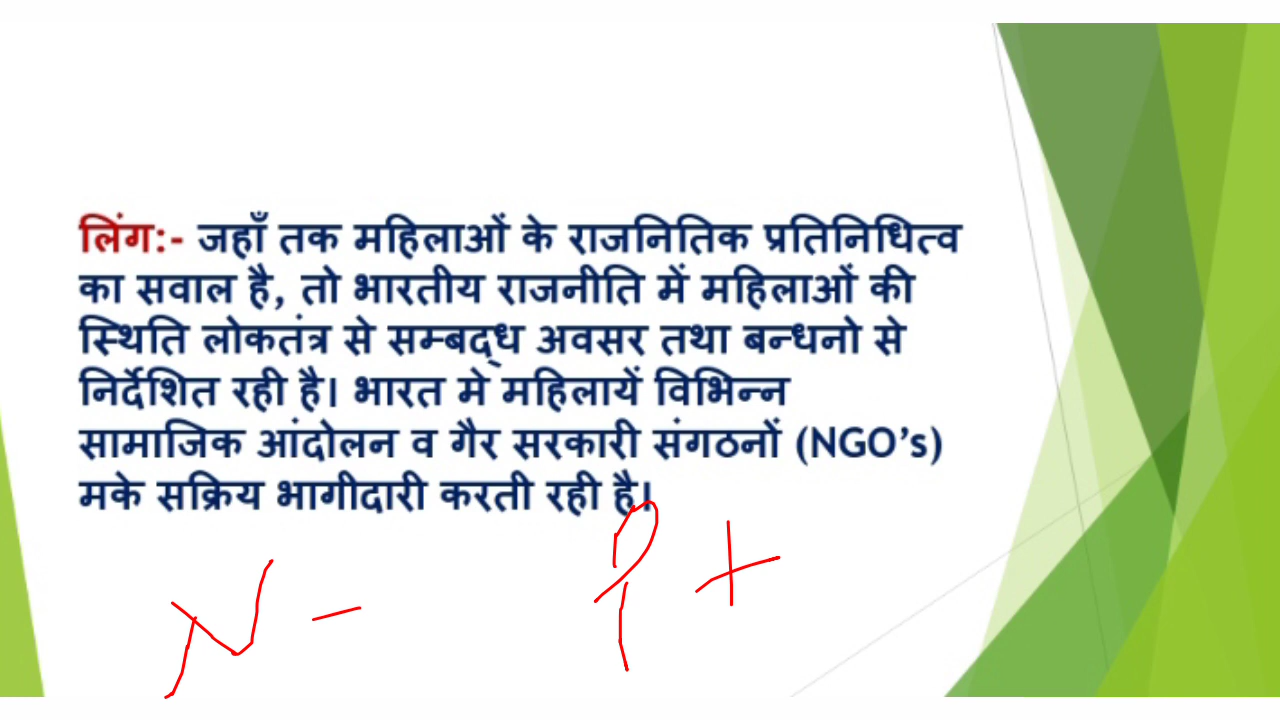 लिंग:- जहाँ तक महिलाओं के राजनितिक प्रतिनिधित्व
का सवाल है, तो भारतीय राजनीति में महिलाओं की
स्थिति लोकतंत्र से सम्बद्ध अवसर तथा बन्धनो से
निर्देशित रही है। भारत मे महिलायें विभिन्न
सामाजिक आंदोलन व गैर सरकारी संगठनों (NGO’s)
मके सक्रिय भागीदारी करती रही है।
N - P +